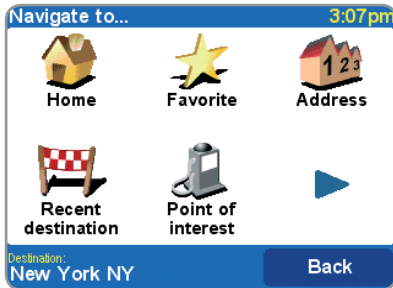 Navigate to...
3:07pm
Home
Favorite
Address
123
Recent
destination
Point of
interest
Destination:
New York NY
Back